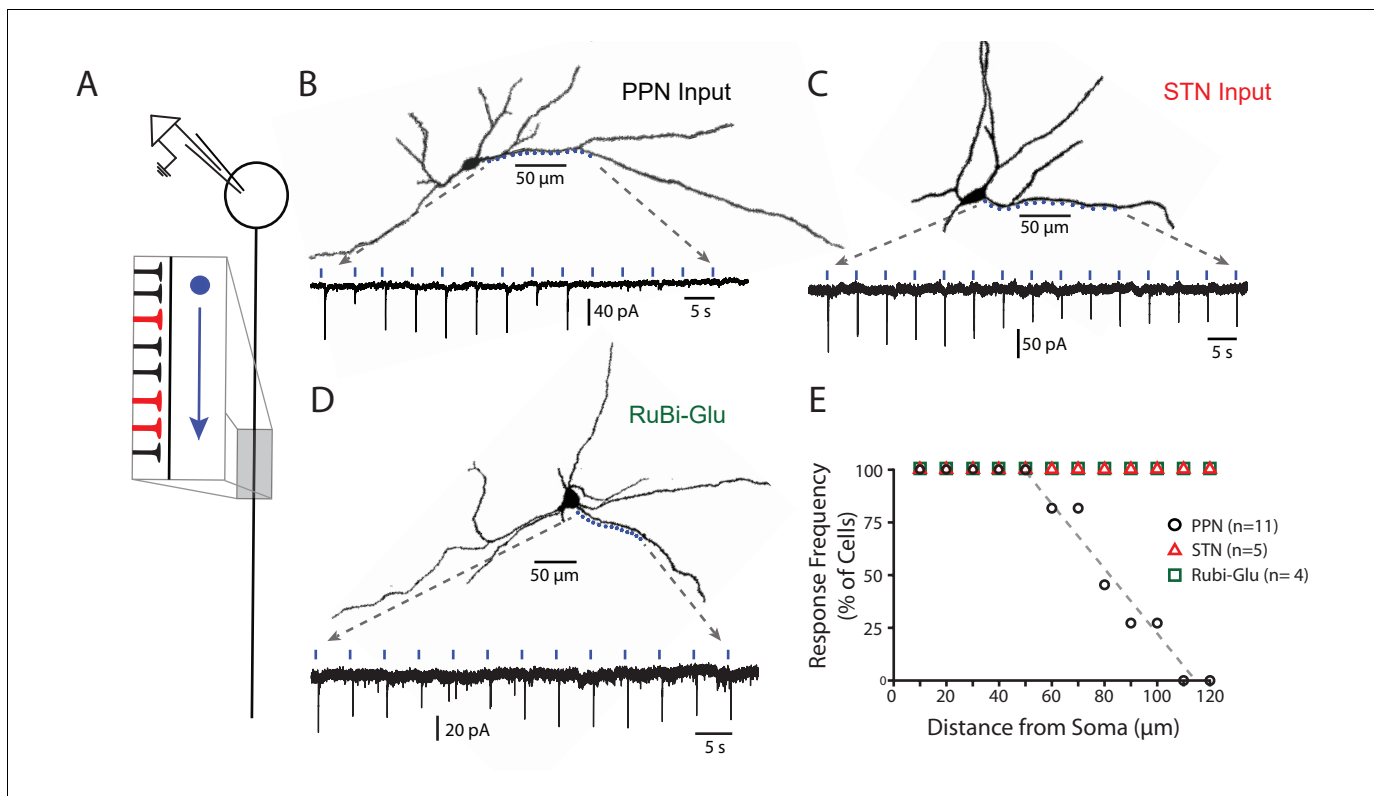 A
B
PPN Input
50 µm
40 pA
5 s
C
STN Input
50 µm
50 pA
5 s
D
RuBi-Glu
50 µm
20 pA
5 s
E
Response Frequency
(% of Cells)
100
75
50
25
0
0 20 40 60 80 100 120
Distance from Soma (µm)
PPN (n=11)
STN (n=5)
Rubi-Glu (n= 4)